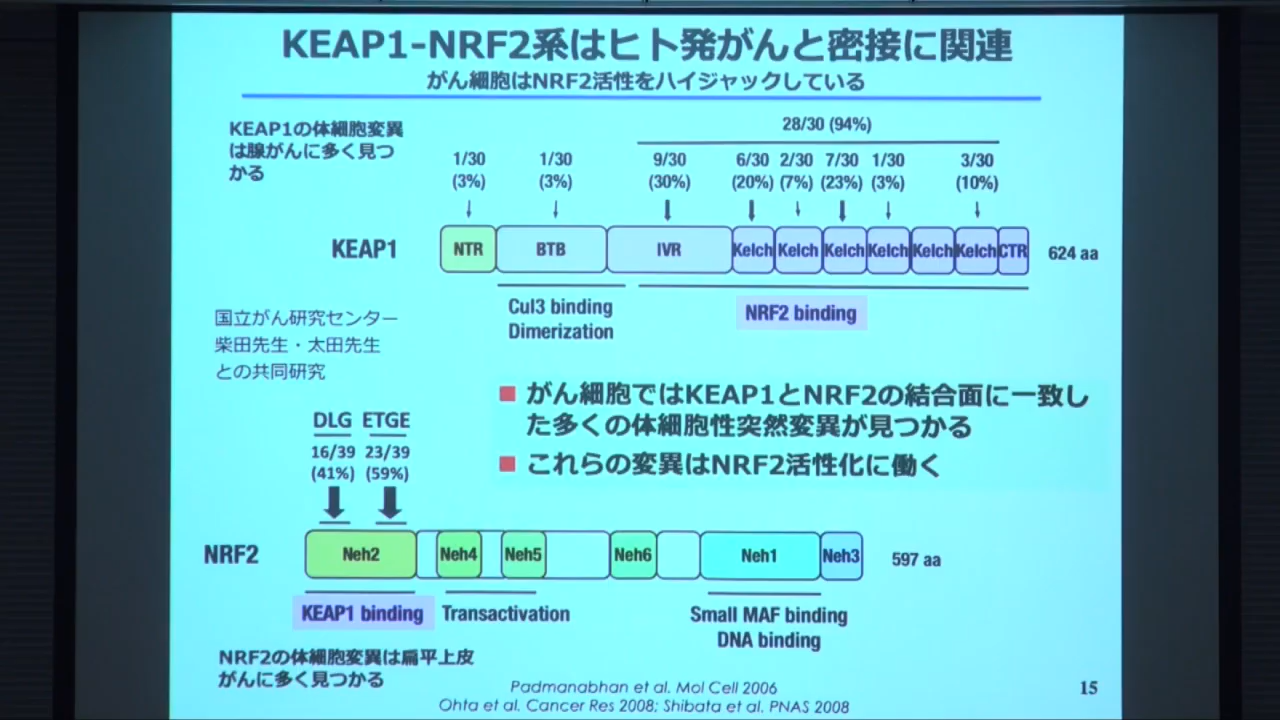 KEAP1-NRF2系はヒト発がんと密接に関連
がん細胞はNRF2活性をハイジャックしている
KEAP1の体細胞変異
は腺がんに多く見つ
かる
28/30 (94%)
1/30 1/30 9/30 6/30 2/30 7/30 1/30 3/30
(3%) (3%) (30%) (20%) (7%) (23%) (3%) (10%)
KEAP1 NTR BTB IVR Kelch Kelch Kelch Kelch Kelch Kelch CTR 624 aa
Cul3 binding
Dimerization
NRF2 binding
国立がん研究センター
柴田先生・太田先生
との共同研究
がん細胞ではKEAP1とNRF2の結合面に一致し
た多くの体細胞性突然変異が見つかる
これらの変異はNRF2活性化に働く
DLG ETGE
16/39 23/39
(41%) (59%)
NRF2 Neh2 Neh4 Neh5 Neh6 Neh1 Neh3 597 aa
KEAP1 binding Transactivation Small MAF binding
DNA binding
NRF2の体細胞変異は扁平上皮
がんに多く見つかる
Padmanabhan et al. Mol Cell 2006
Ohta et al. Cancer Res 2008; Shibata et al. PNAS 2008
15